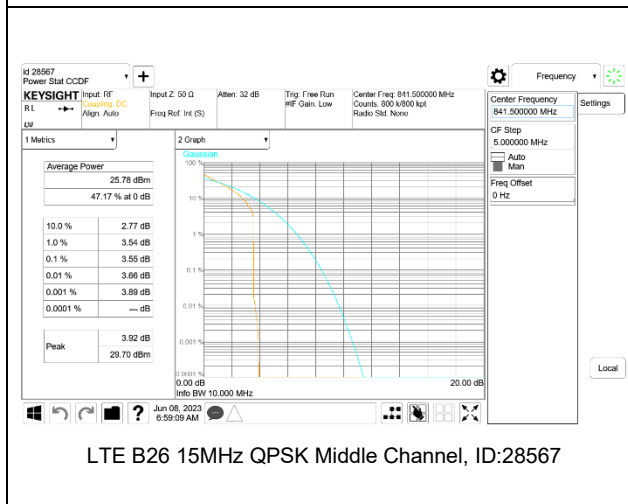 Id 28567
Power Stat CCDF
+
Frequency
KEYSIGHT Input: RF
Coupling: DC
Align: Auto
RL
Input Z: 50 Ω
Freq Ref: Int (S)
Atten: 32 dB
Trig: Free Run
#IF Gain: Low
Center Freq: 841.500000 MHz
Counts: 800 k/800 kpt
Radio Std: None
Center Frequency
841.500000 MHz
Settings
CF Step
5.000000 MHz
Auto
Man
Freq Offset
0 Hz
1 Metrics
2 Graph
Average Power
25.78 dBm
47.17 % at 0 dB
10.0 % 2.77 dB
1.0 % 3.54 dB
0.1 % 3.55 dB
0.01 % 3.66 dB
0.001 % 3.89 dB
0.0001 % --- dB
Peak 3.92 dB
29.70 dBm
Gaussian
100 %
10 %
1 %
0.1 %
0.01 %
0.001 %
0.0001 %
0.00 dB
20.00 dB
Info BW 10.000 MHz
Local
?
Jun 08, 2023
6:59:09 AM
LTE B26 15MHz QPSK Middle Channel, ID:28567